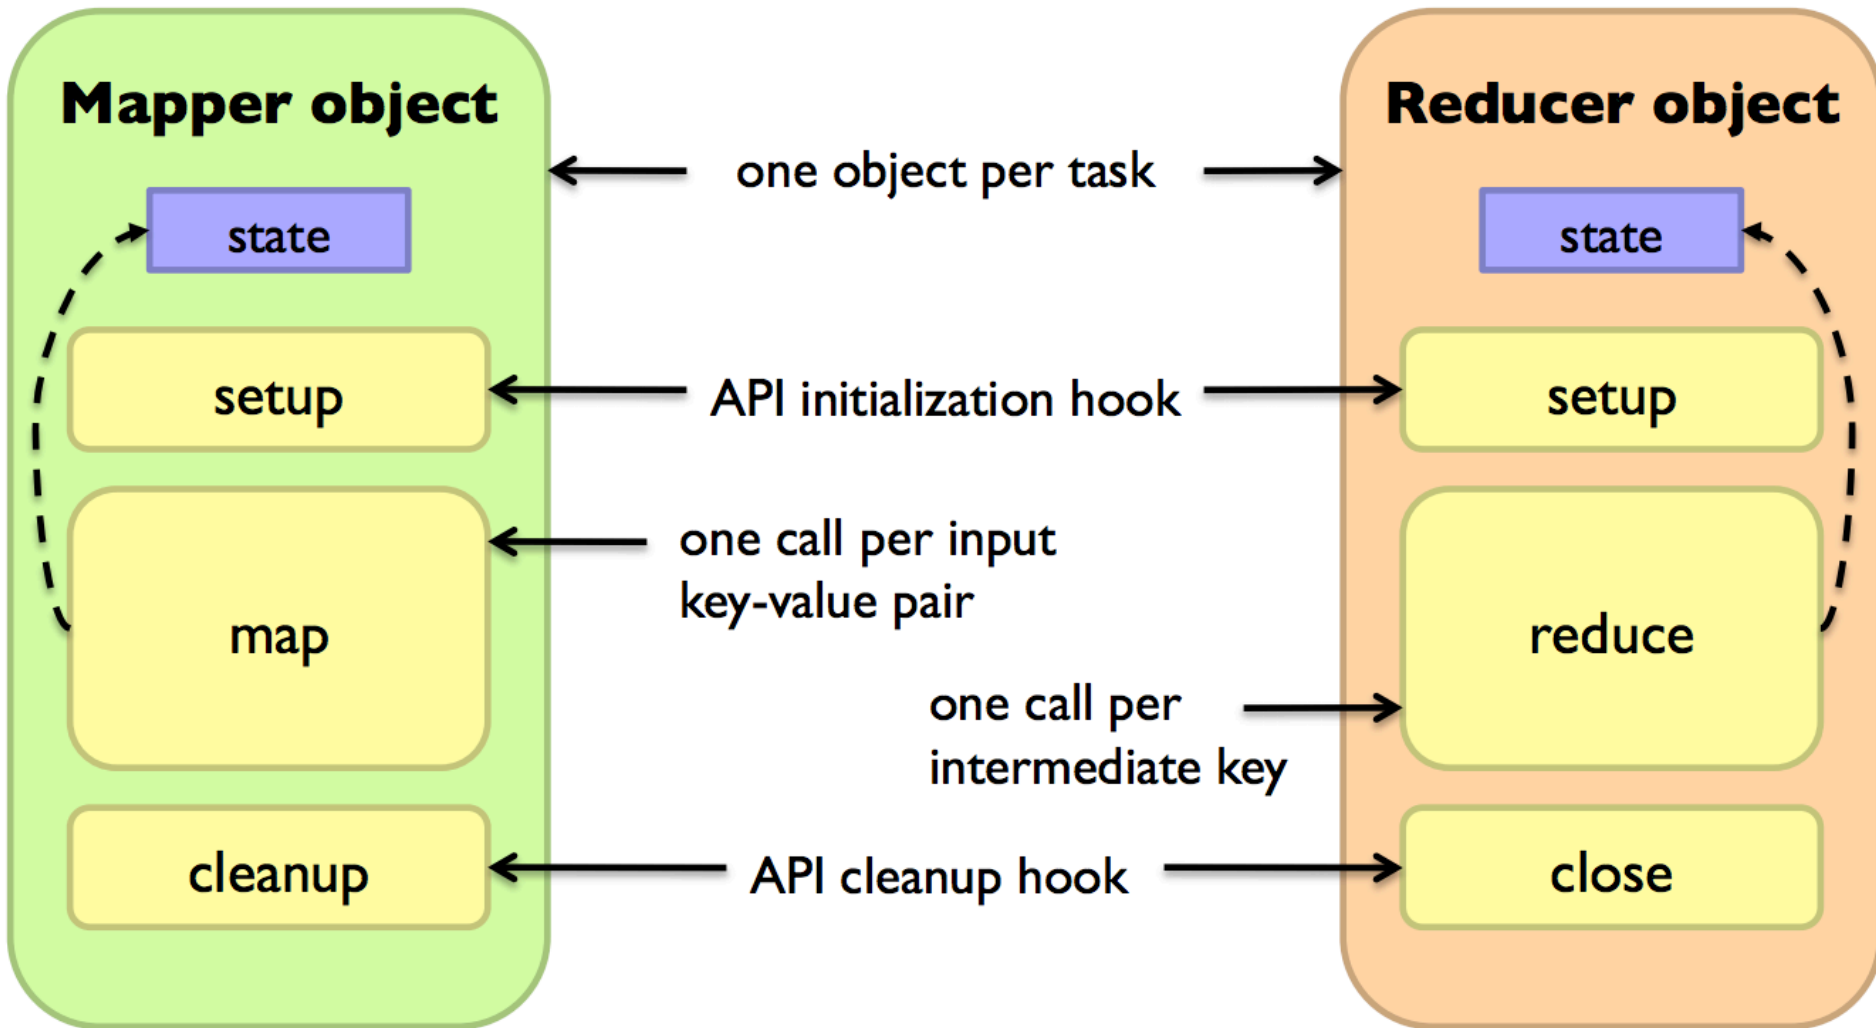 Mapper object
Reducer object
one object per task
state
state
setup
API initialization hook
setup
one call per input
key-value pair
map
reduce
one call per
intermediate key
cleanup
API cleanup hook
close